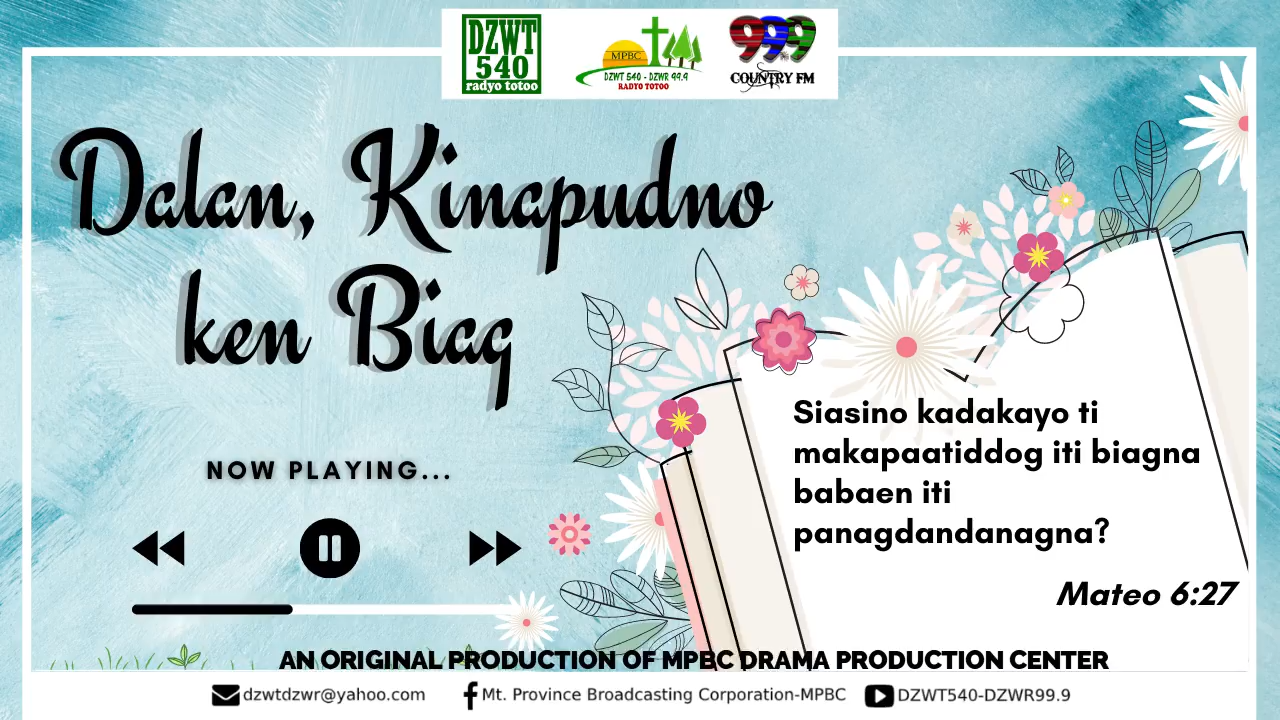 DZWT
540
radyo totoo
MPBC
DZWT 540 - DZWR 99.9
RADYO TOTOO
99.9
COUNTRY FM
Dalan, Kinapudno
ken Biag
NOW PLAYING...
Siasino kadakayo ti
makapaatiddog iti biagna
babaen iti
panagdandanagna?
Mateo 6:27
AN ORIGINAL PRODUCTION OF MPBC DRAMA PRODUCTION CENTER
dzwtdzwr@yahoo.com
Mt. Province Broadcasting Corporation-MPBC
DZWT540-DZWR99.9